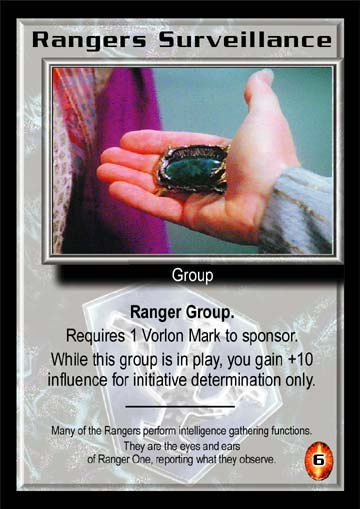 Rangers Surveillance
Group
Ranger Group.
Requires 1 Vorlon Mark to sponsor.
While this group is in play, you gain +10
influence for initiative determination only.
Many of the Rangers perform intelligence gathering functions.
They are the eyes and ears
of Ranger One, reporting what they observe.
6